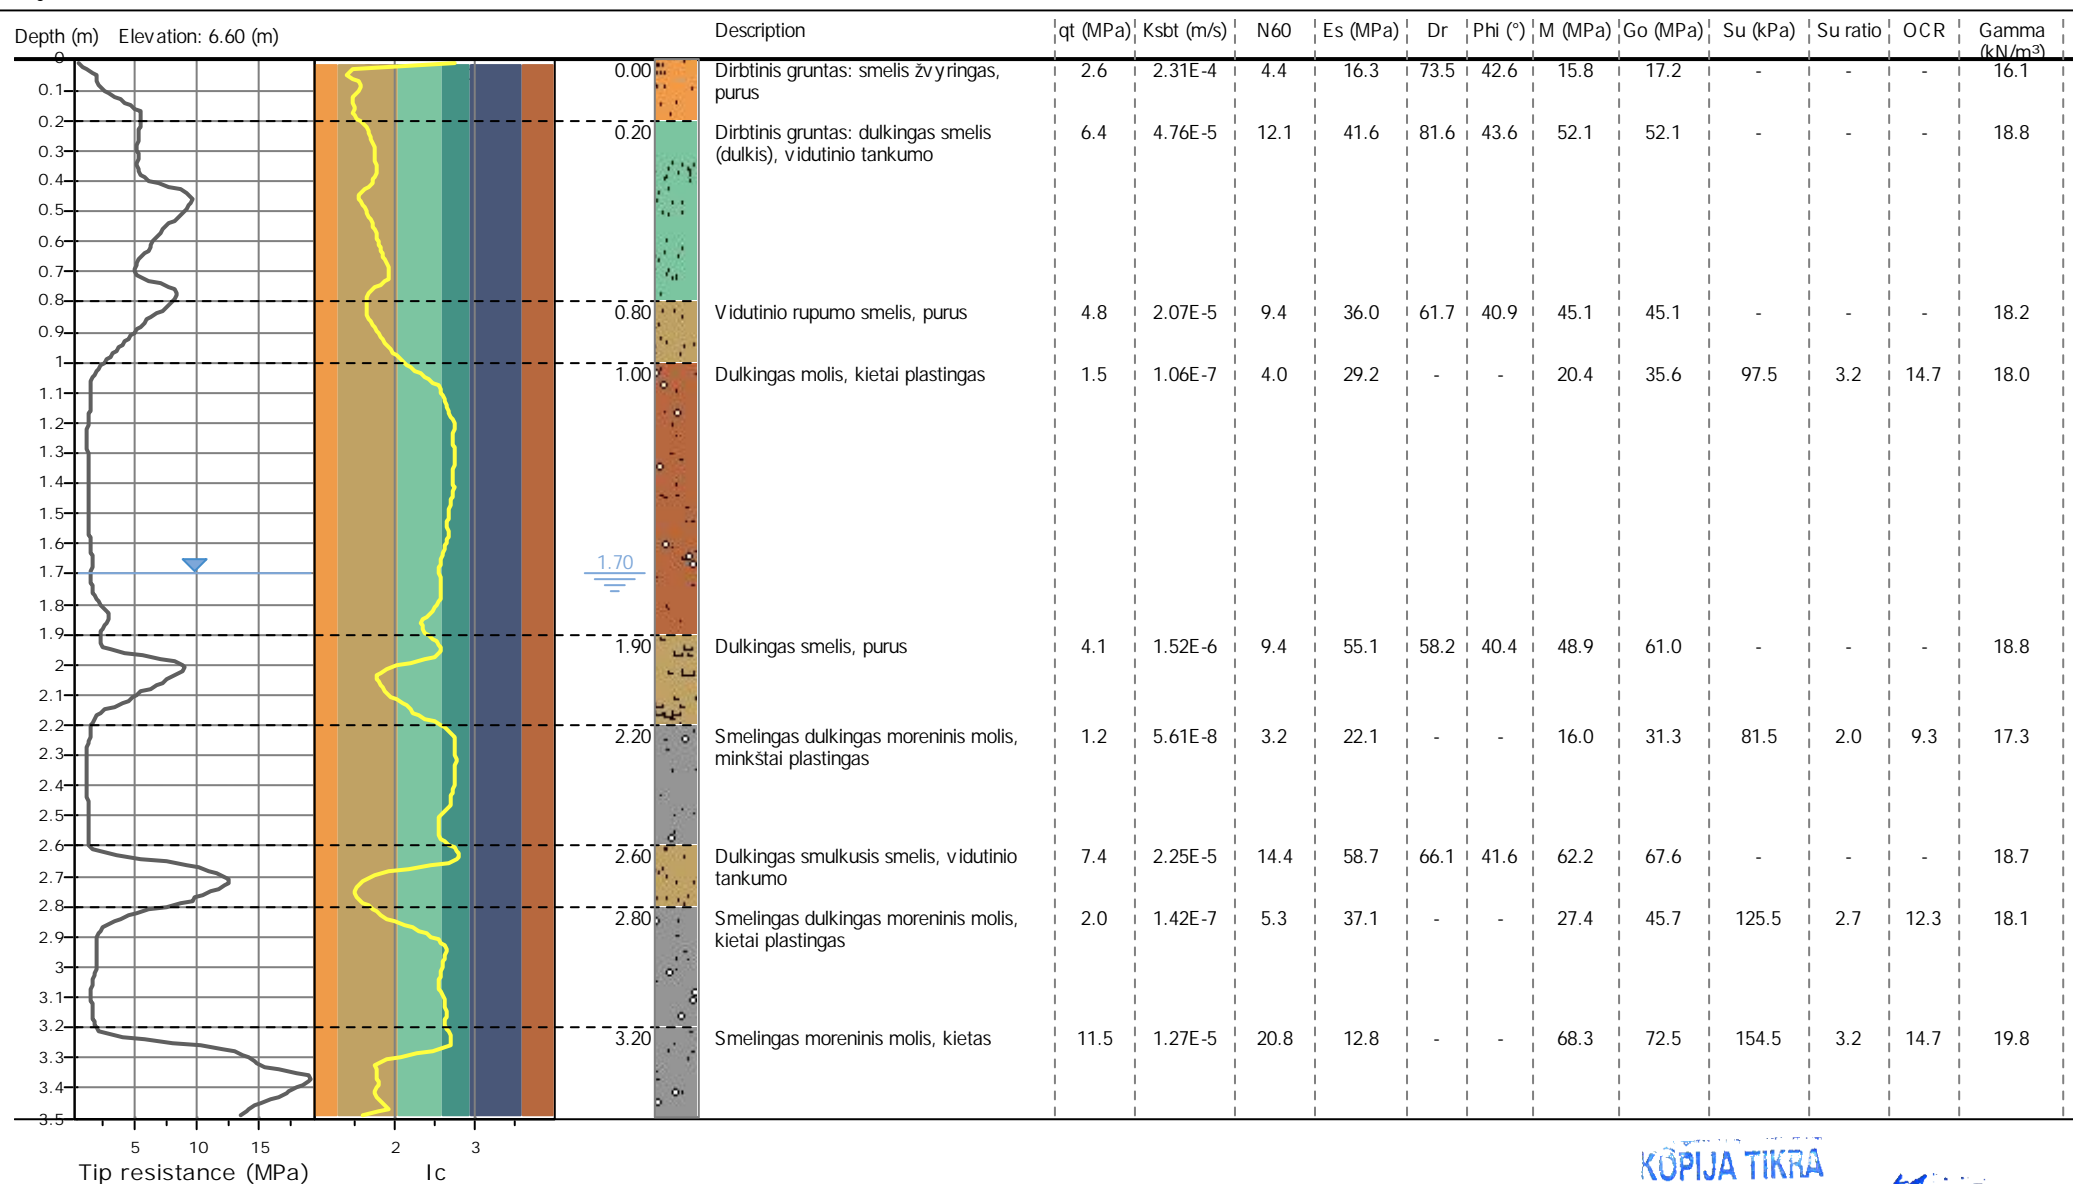 Depth (m) Elevation: 6.60 (m) Description qt (MPa) Ksbt (m/s) N60 Es (MPa) Dr Phi (°) M (MPa) Go (MPa) Su (kPa) Su ratio OCR Gamma
(kN/m³)
0
0.00 Dirbtinis gruntas: smelis žvyringas, 2.6 2.31E-4 4.4 16.3 73.5 42.6 15.8 17.2 - - - 16.1
purus
0.1
0.2
0.20 Dirbtinis gruntas: dulkingas smelis 6.4 4.76E-5 12.1 41.6 81.6 43.6 52.1 52.1 - - - 18.8
(dulkis), vidutinio tankumo
0.3
0.4
0.5
0.6
0.7
0.8
0.80 Vidutinio rupumo smelis, purus 4.8 2.07E-5 9.4 36.0 61.7 40.9 45.1 45.1 - - - 18.2
0.9
1
1.00 Dulkingas molis, kietai plastingas 1.5 1.06E-7 4.0 29.2 - - 20.4 35.6 97.5 3.2 14.7 18.0
1.1
1.2
1.3
1.4
1.5
1.6
1.70
1.7
1.8
1.9
1.90 Dulkingas smelis, purus 4.1 1.52E-6 9.4 55.1 58.2 40.4 48.9 61.0 - - - 18.8
2
2.1
2.2
2.20 Smelingas dulkingas moreninis molis, 1.2 5.61E-8 3.2 22.1 - - 16.0 31.3 81.5 2.0 9.3 17.3
minkštai plastingas
2.3
2.4
2.5
2.6
2.60 Dulkingas smulkusis smelis, vidutinio 7.4 2.25E-5 14.4 58.7 66.1 41.6 62.2 67.6 - - - 18.7
tankumo
2.7
2.8
2.80 Smelingas dulkingas moreninis molis, 2.0 1.42E-7 5.3 37.1 - - 27.4 45.7 125.5 2.7 12.3 18.1
kietai plastingas
2.9
3
3.1
3.2
3.20 Smelingas moreninis molis, kietas 11.5 1.27E-5 20.8 12.8 - - 68.3 72.5 154.5 3.2 14.7 19.8
3.3
3.4
3.5
5 10 15 2 3
Tip resistance (MPa) Ic
KOPIJA TIKRA